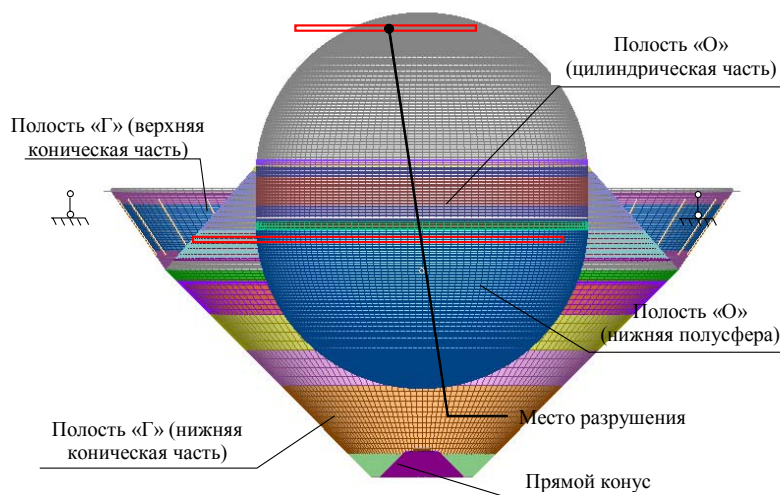 Полость «О»
(цилиндрическая часть)
Полость «Г» (верхняя
коническая часть)
Полость «О»
(нижняя полусфера)
Место разрушения
Полость «Г» (нижняя
коническая часть)
Прямой конус